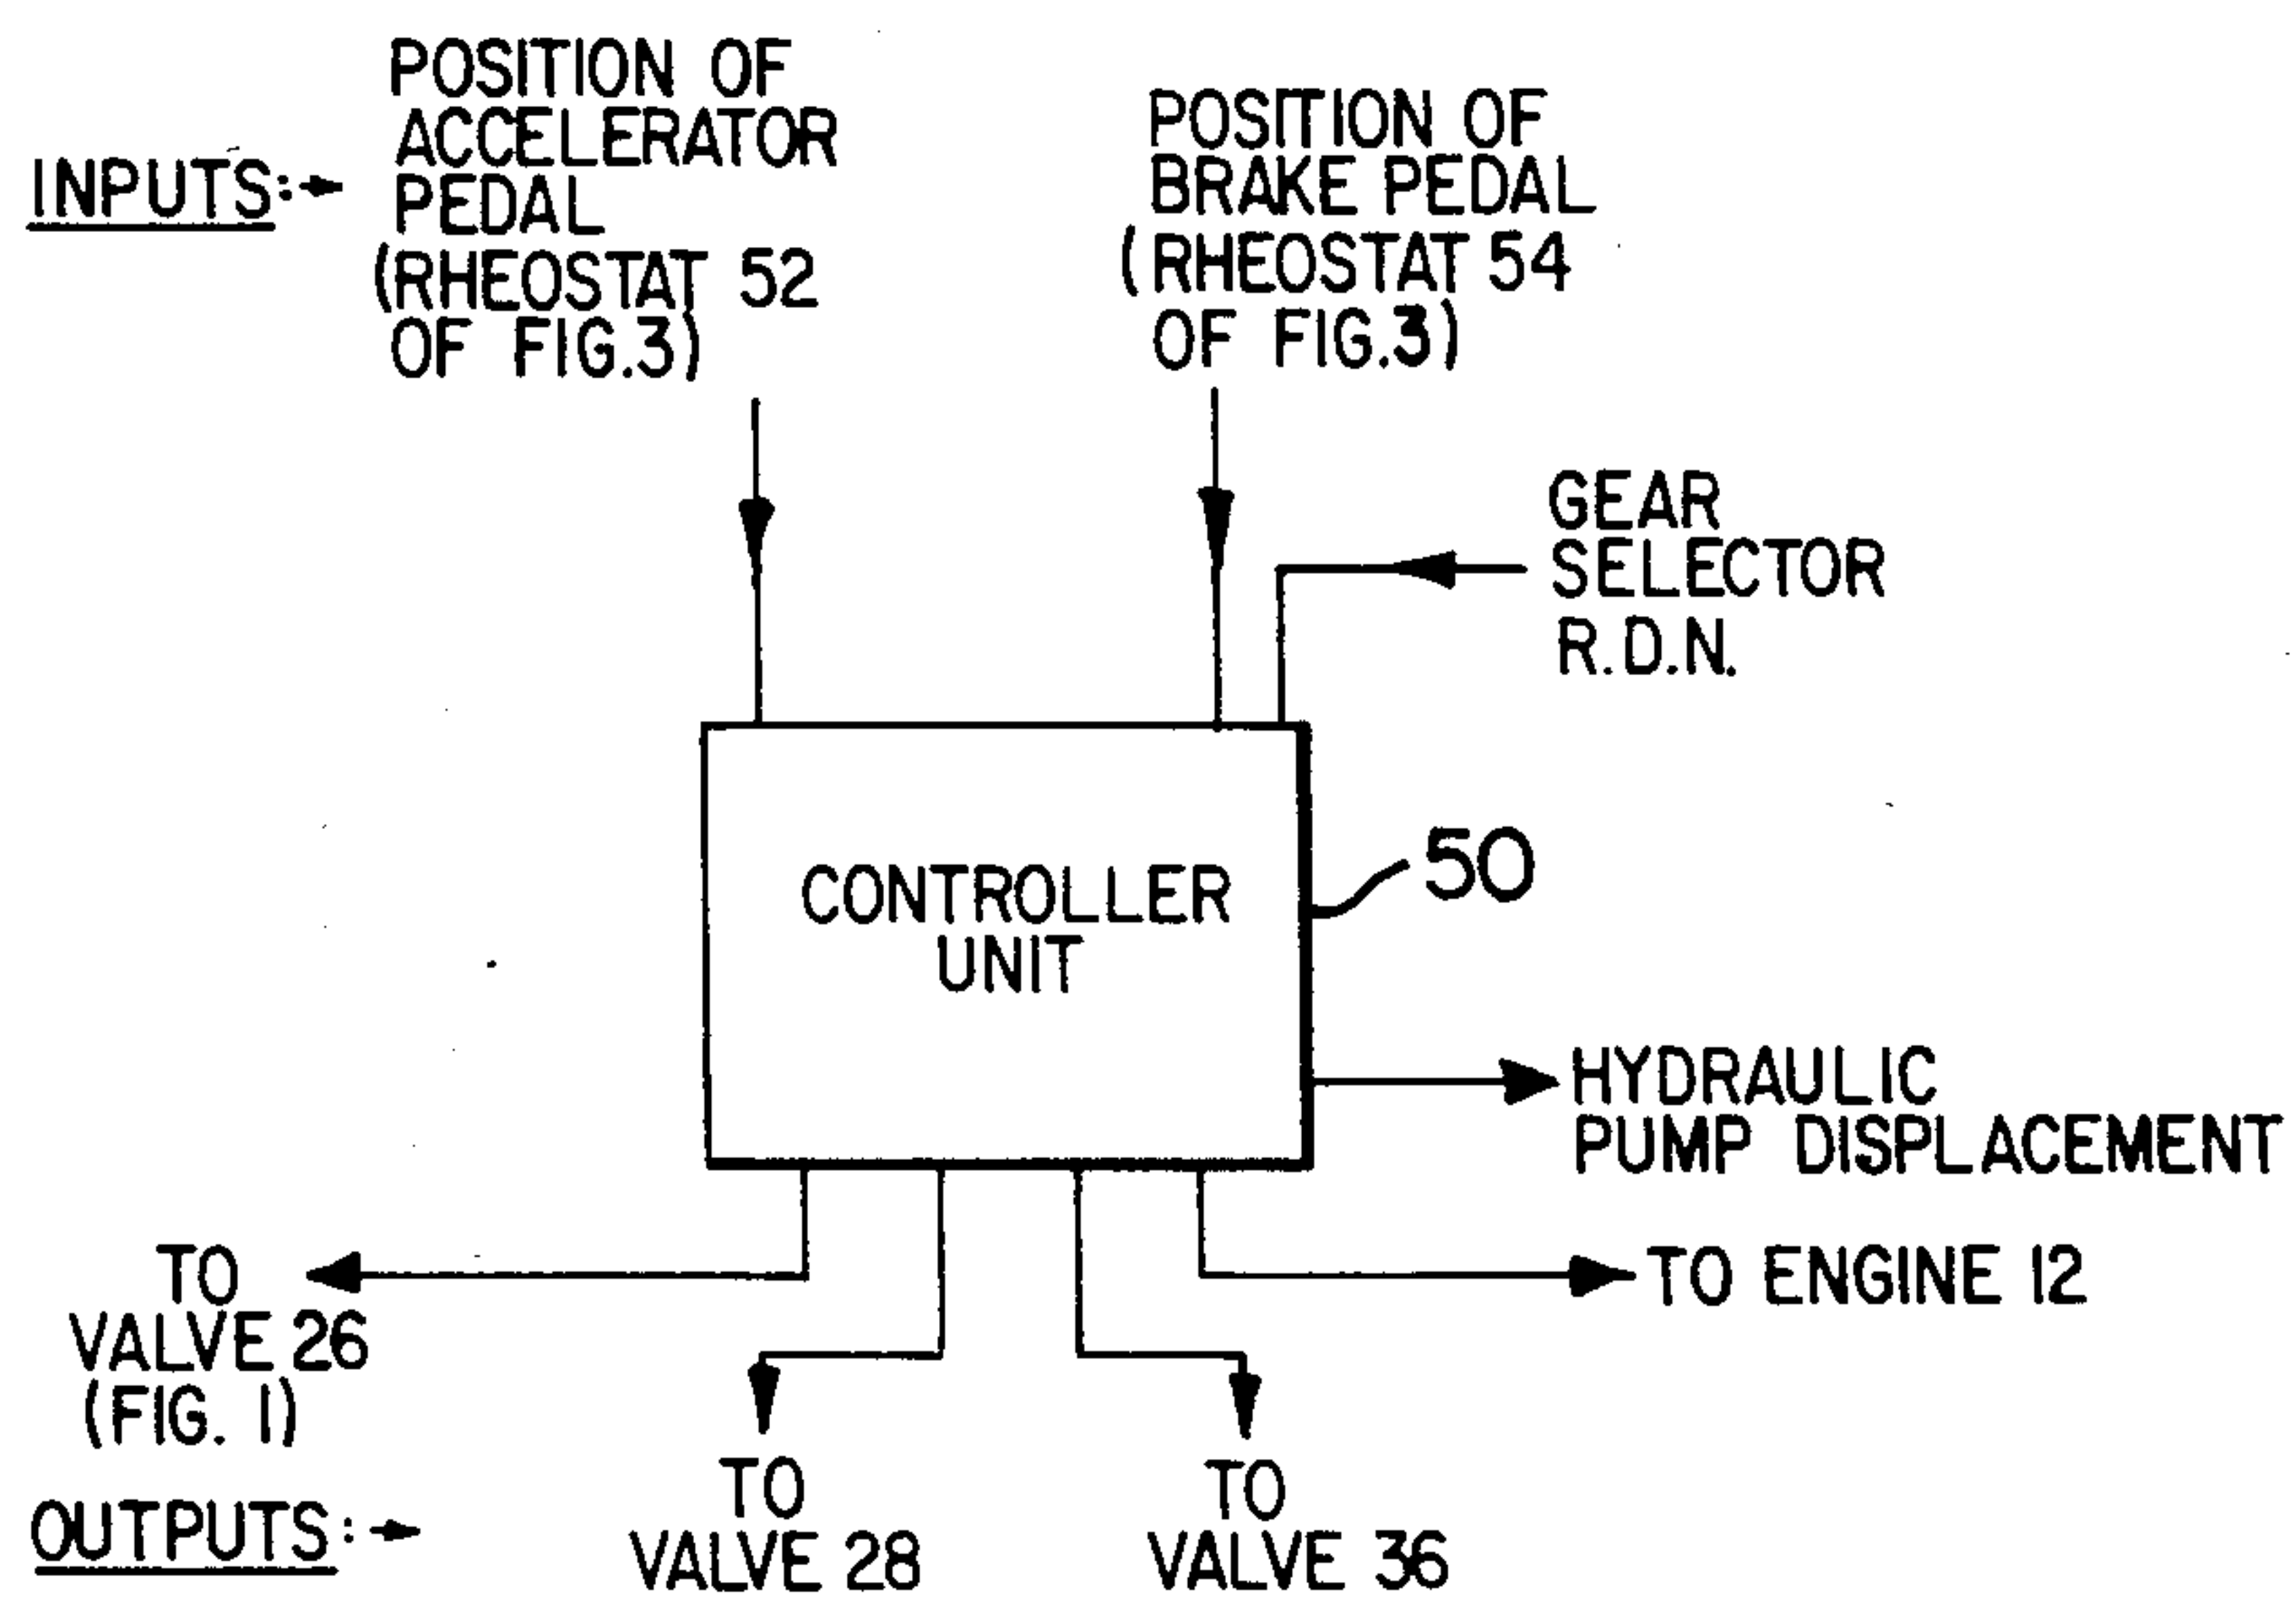 INPUTS:
POSITION OF
ACCELERATOR
PEDAL
(RHEOSTAT 52
OF FIG.3)
POSITION OF
BRAKE PEDAL
(RHEOSTAT 54
OF FIG.3)
GEAR
SELECTOR
R.D.N.
CONTROLLER
UNIT
50
HYDRAULIC
PUMP DISPLACEMENT
TO ENGINE 12
TO
VALVE 26
(FIG. 1)
TO
VALVE 28
TO
VALVE 36
OUTPUTS: